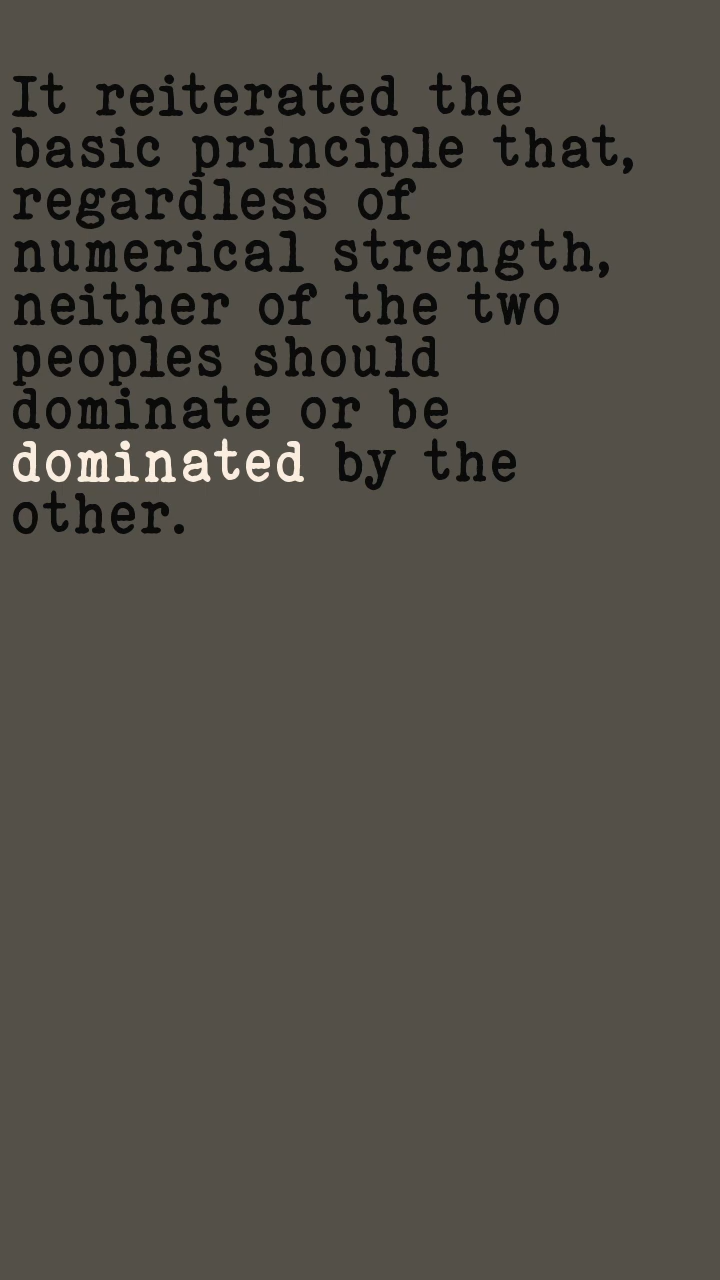 It reiterated the
basic principle that,
regardless of
numerical strength,
neither of the two
peoples should
dominate or be
dominated by the
other.